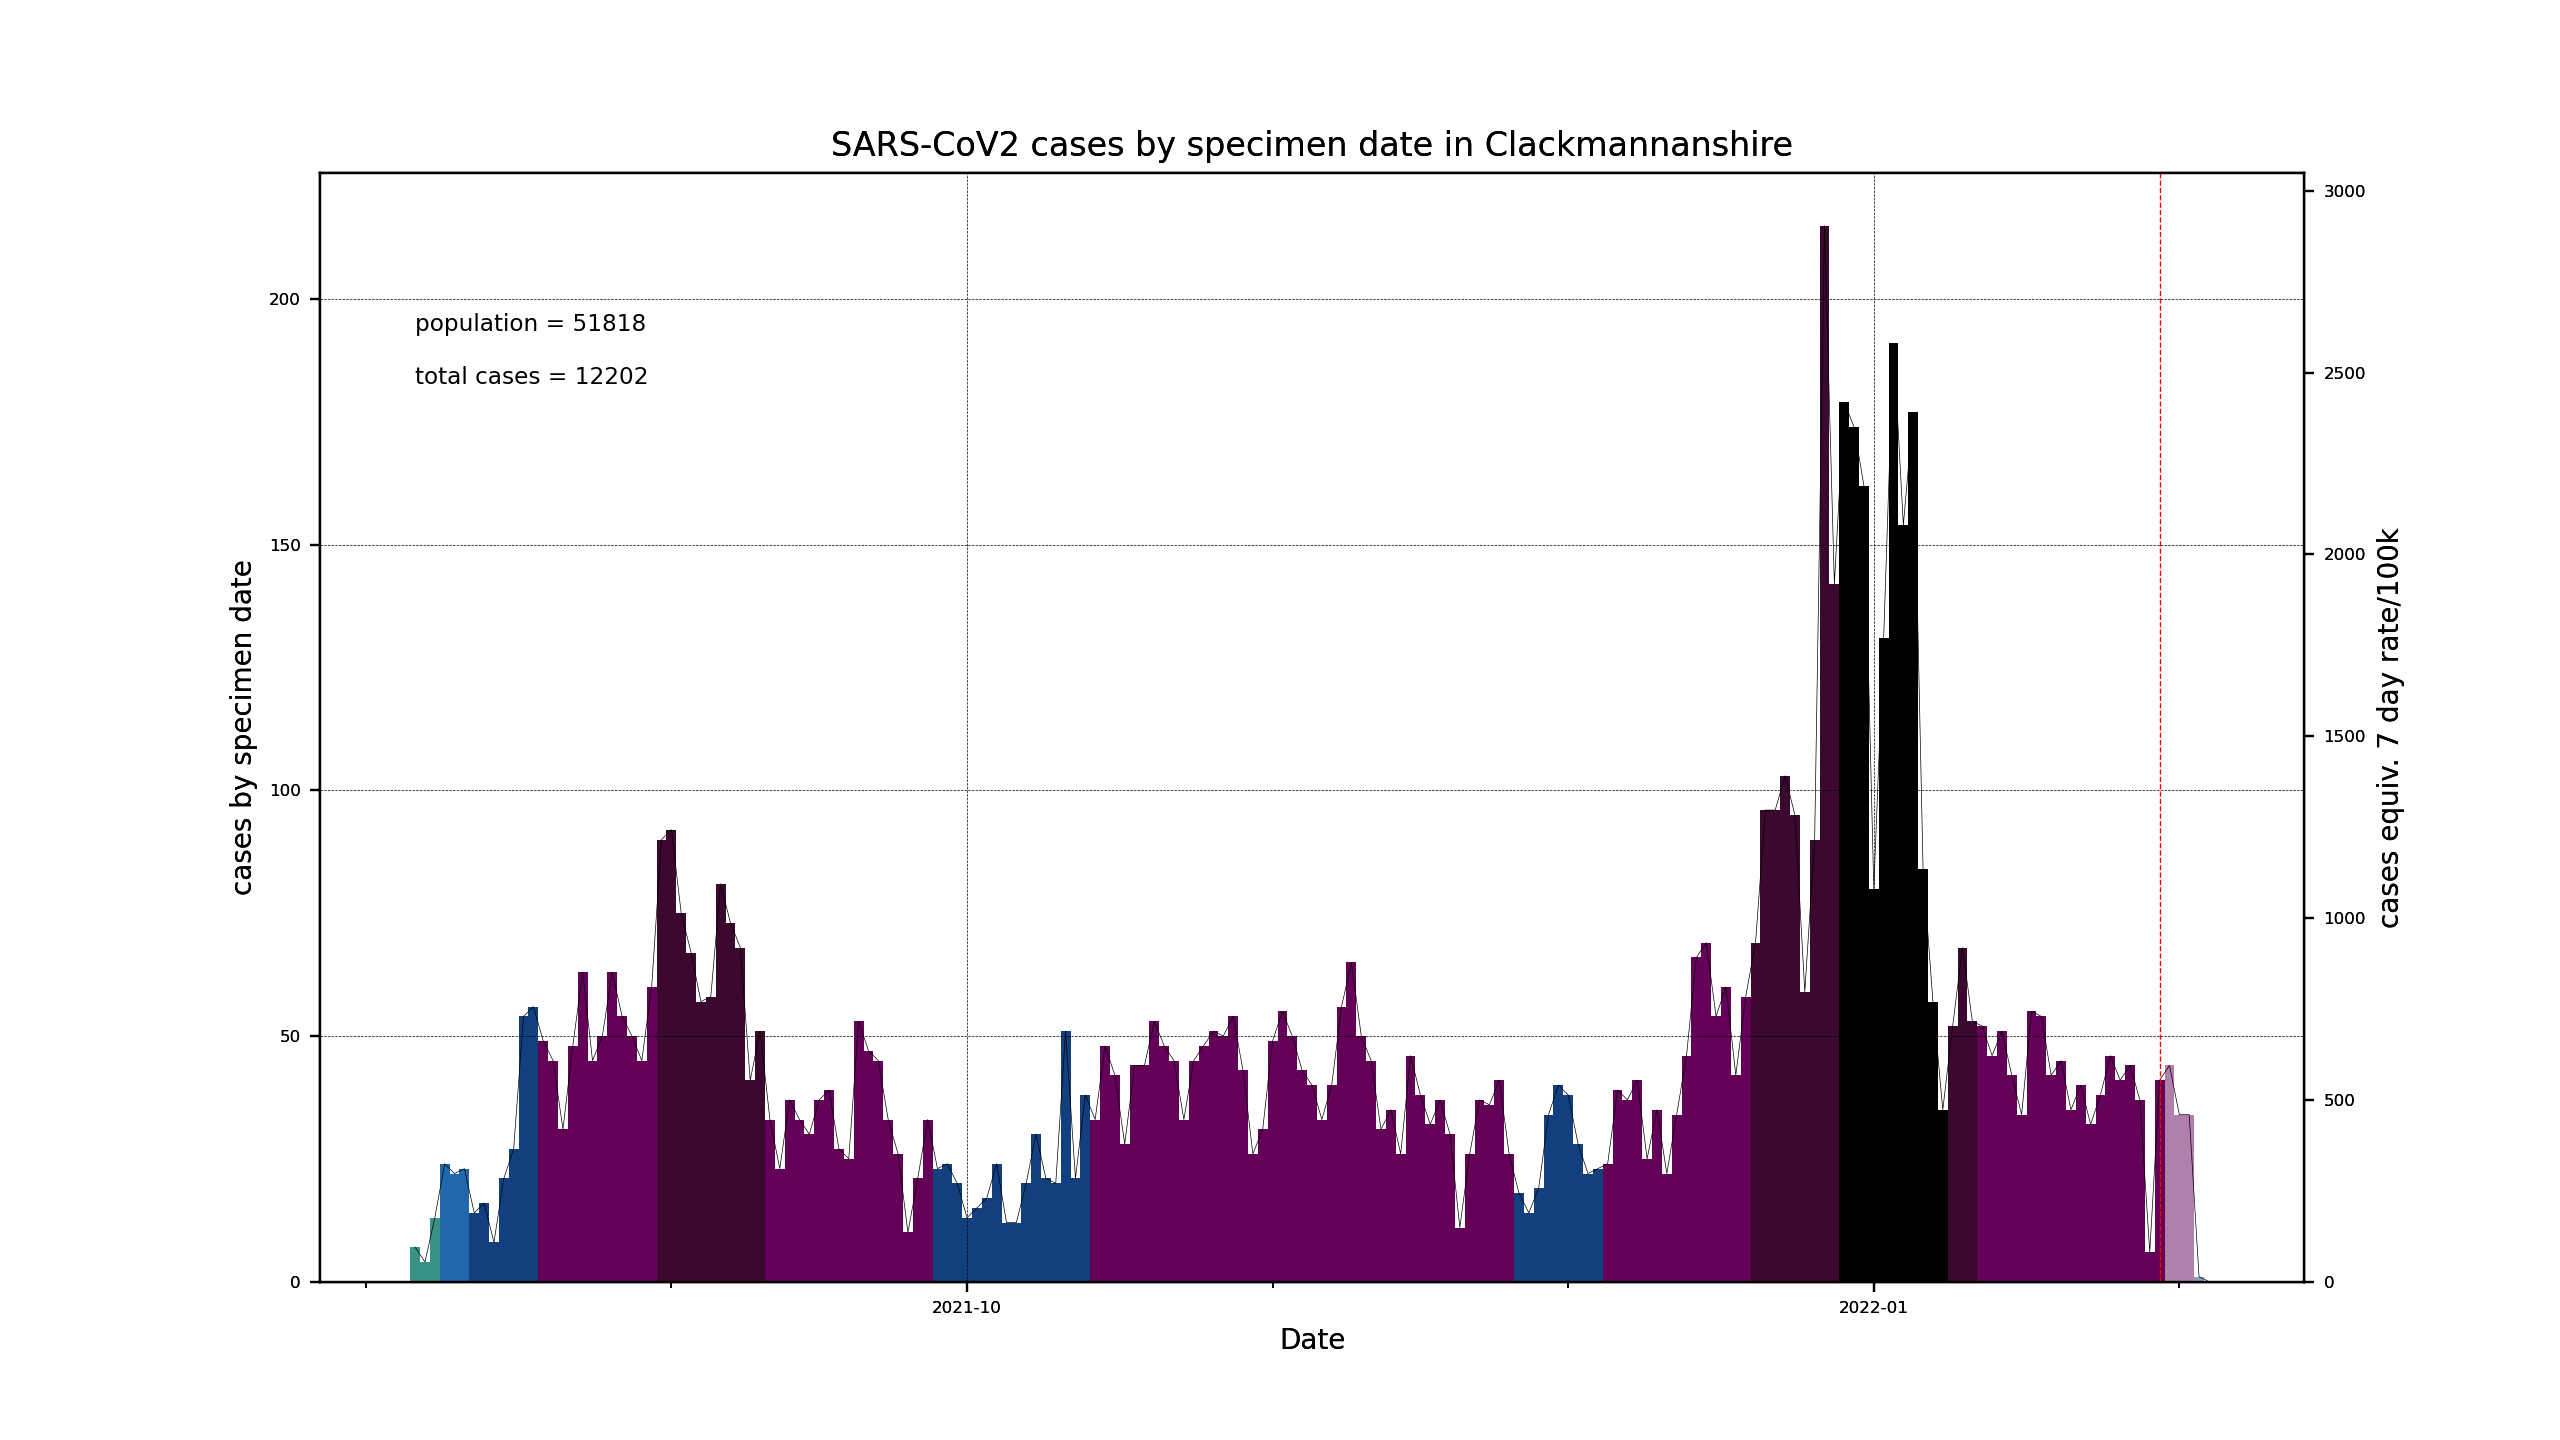 SARS-CoV2 cases by specimen date in Clackmannanshire
population = 51818
total cases = 12202
cases by specimen date
200
150
100
50
0
3000
2500
2000
1500
1000
500
0
cases equiv. 7 day rate/100k
2021-10
2022-01
Date